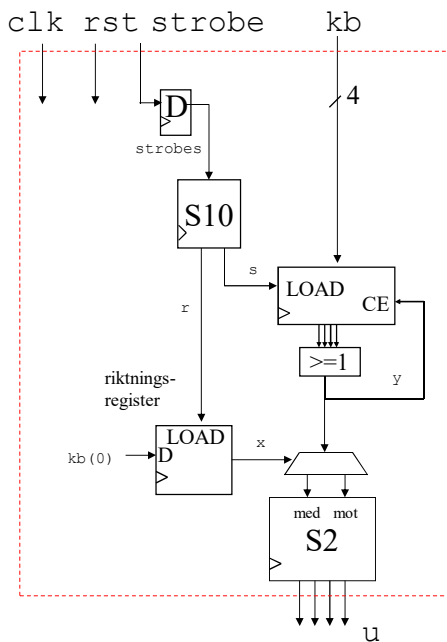 clk rst strobe kb
4
D
strobes
S10
s
LOAD
CE
r
>=1
y
riktnings-
register
LOAD
kb(0)
D
x
med mot
S2
u